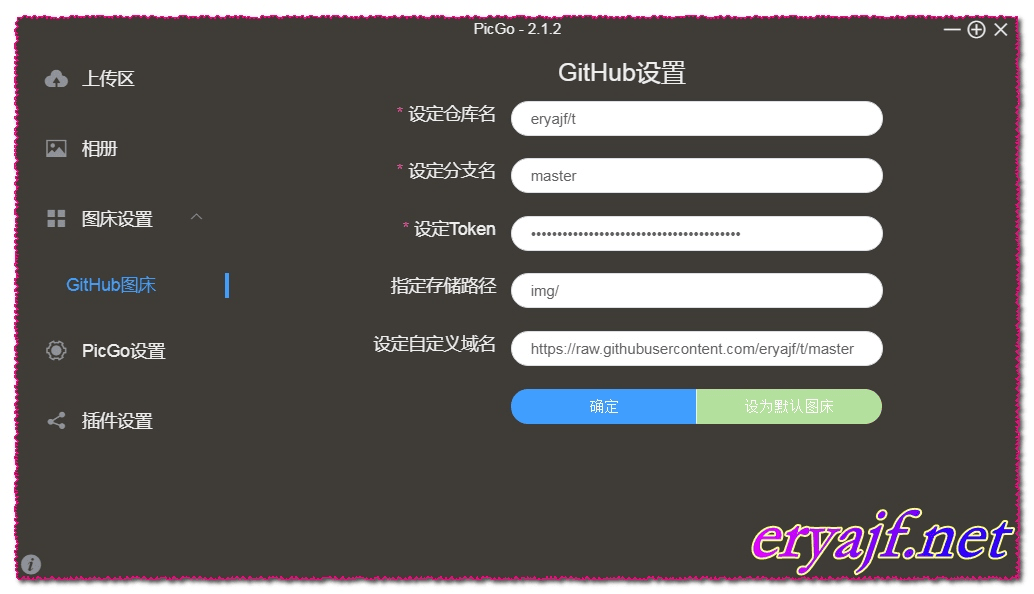 PicGo - 2.1.2
上传区
相册
图床设置
GitHub图床
PicGo设置
插件设置
GitHub设置
* 设定仓库名
eryajf/t
* 设定分支名
master
* 设定Token
••••••••••••••••••••••••••••••••••••••••
指定存储路径
img/
设定自定义域名
https://raw.githubusercontent.com/eryajf/t/master
确定
设为默认图床
eryajf.net